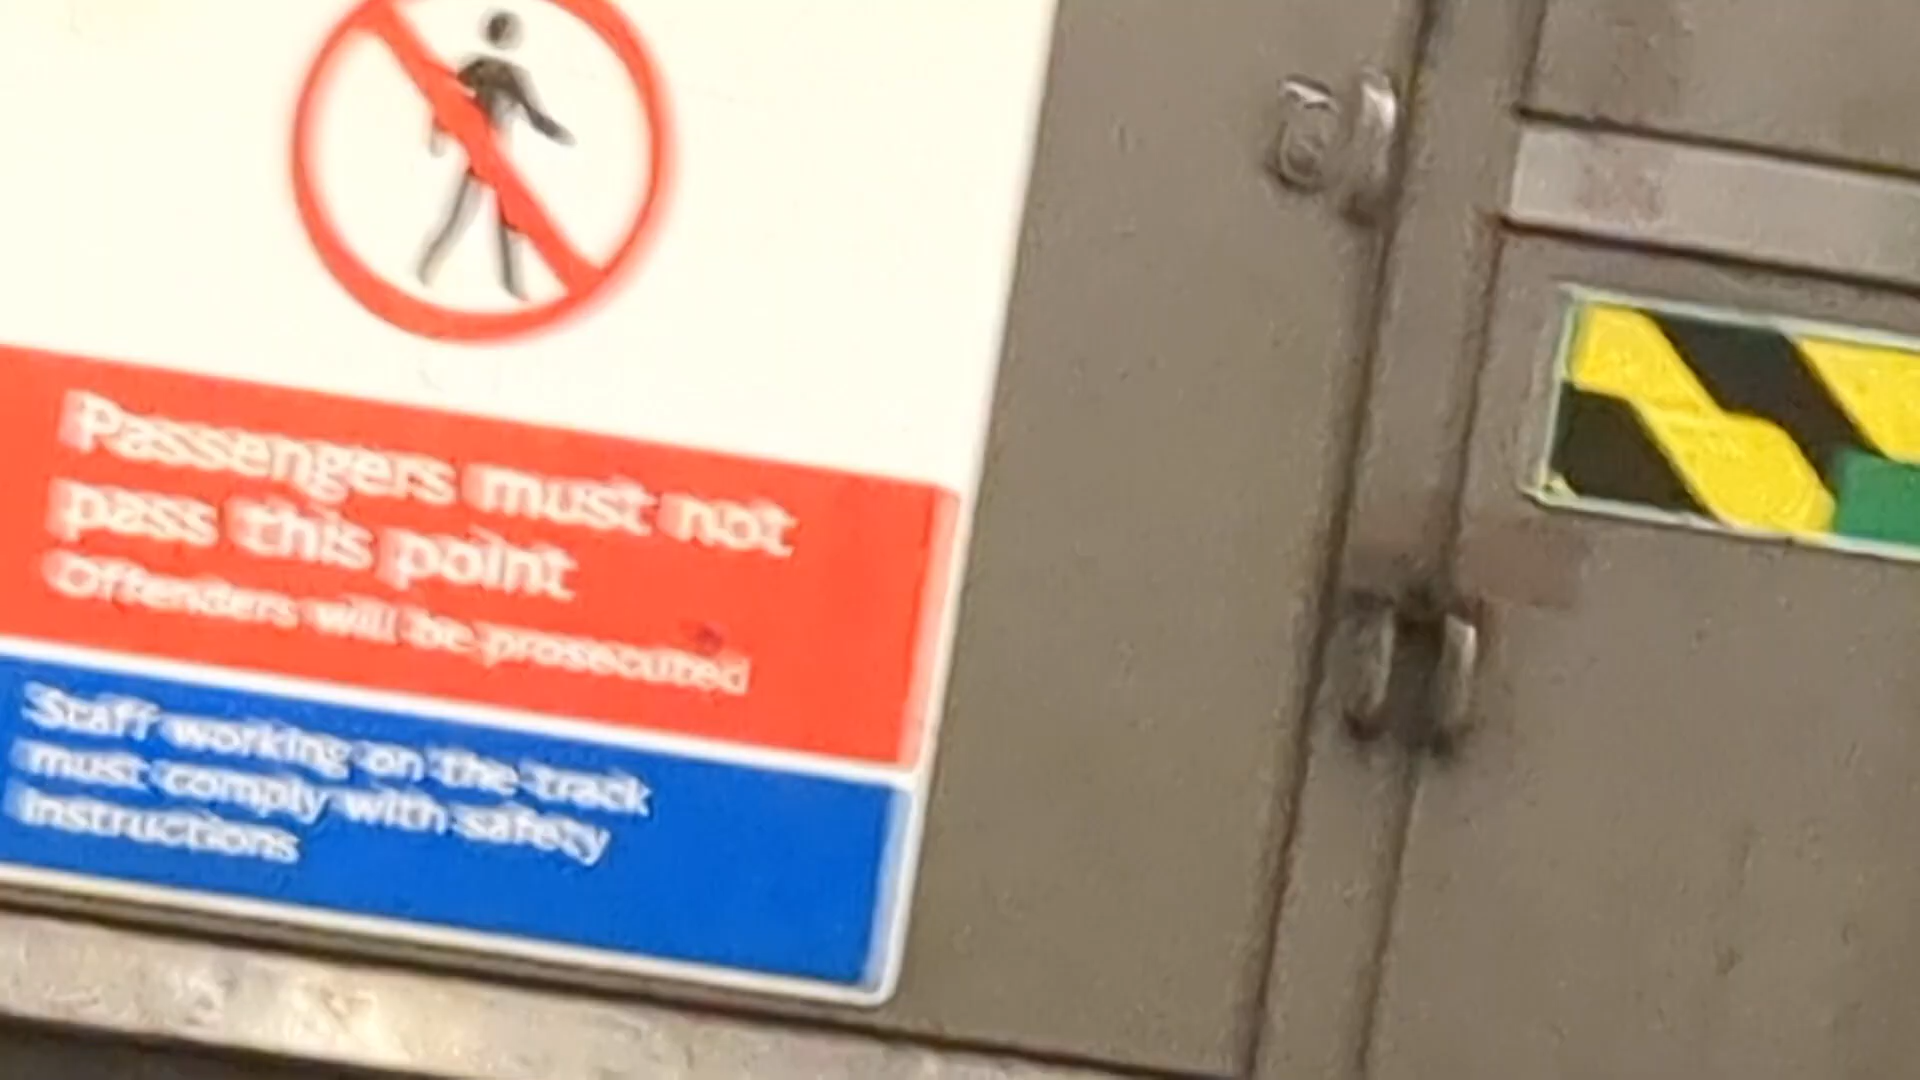 Passengers must not
pass this point
Offenders will be prosecuted
Staff working on the track
must comply with safety
instructions